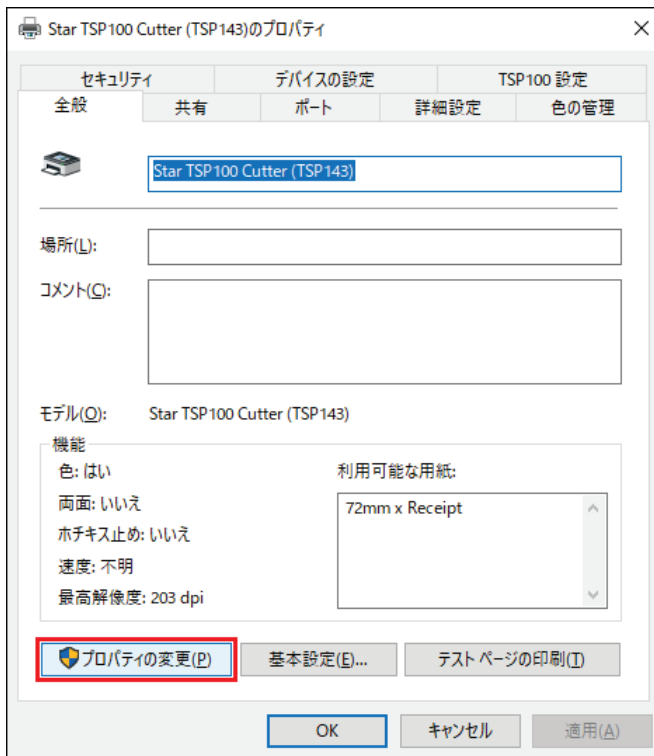 Star TSP100 Cutter (TSP143)のプロパティ
セキュリティ デバイスの設定 TSP100 設定
全般 共有 ポート 詳細設定 色の管理
Star TSP100 Cutter (TSP143)
場所(L):
コメント(C):
モデル(O): Star TSP100 Cutter (TSP143)
機能
色: はい 利用可能な用紙:
両面: いいえ 72mm x Receipt
ホチキス止め: いいえ
速度: 不明
最高解像度: 203 dpi
プロパティの変更(P) 基本設定(E)... テスト ページの印刷(T)
OK キャンセル 適用(A)